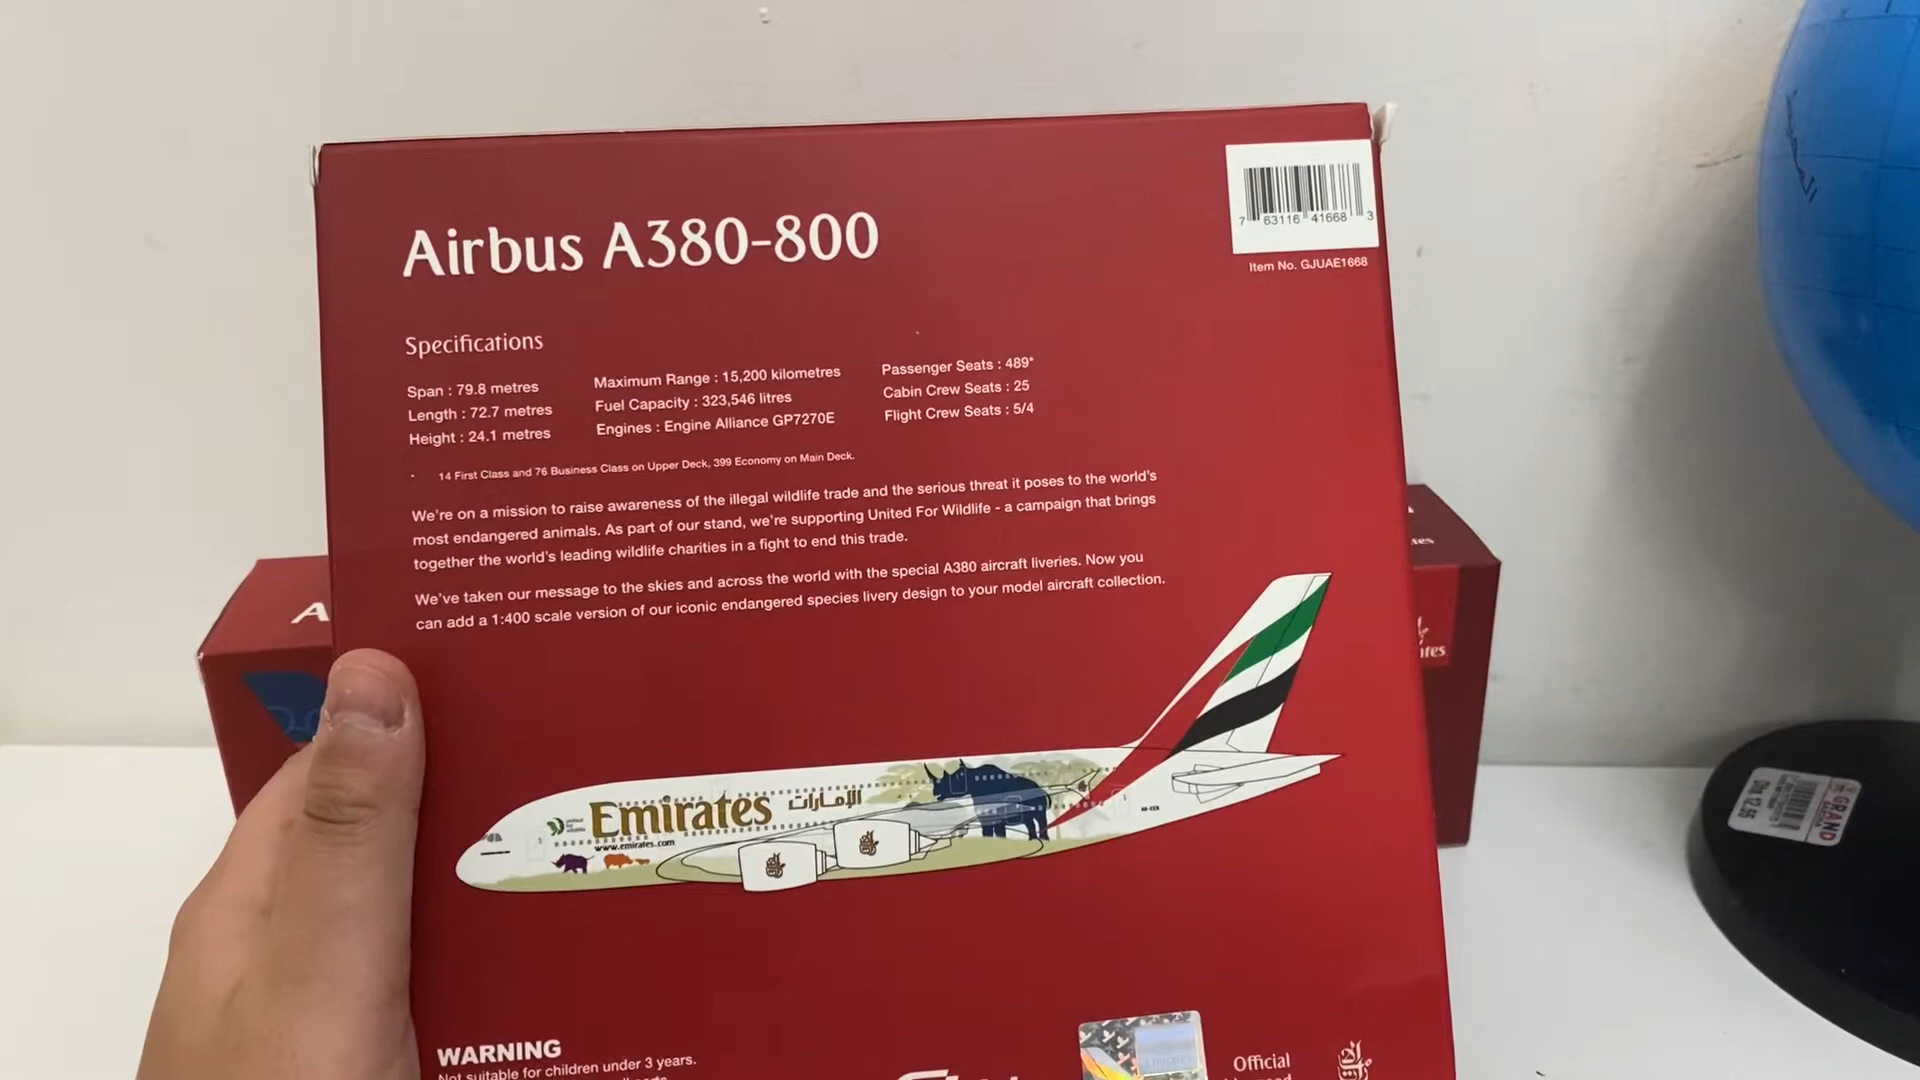 Airbus A380-800
7 63116 41668 3
Item No. GJUAE1668
Specifications
Span : 79.8 metres
Length : 72.7 metres
Height : 24.1 metres
Maximum Range : 15,200 kilometres
Fuel Capacity : 323,546 litres
Engines : Engine Alliance GP7270E
Passenger Seats : 489*
Cabin Crew Seats : 25
Flight Crew Seats : 5/4
* 14 First Class and 76 Business Class on Upper Deck, 399 Economy on Main Deck.
We're on a mission to raise awareness of the illegal wildlife trade and the serious threat it poses to the world's
most endangered animals. As part of our stand, we're supporting United For Wildlife - a campaign that brings
together the world's leading wildlife charities in a fight to end this trade.
We've taken our message to the skies and across the world with the special A380 aircraft liveries. Now you
can add a 1:400 scale version of our iconic endangered species livery design to your model aircraft collection.
A
Emirates الإمارات
united for wildlife
www.emirates.com
WARNING
Not suitable for children under 3 years.
Emirates
Official
GRAND
Dhs 12.55